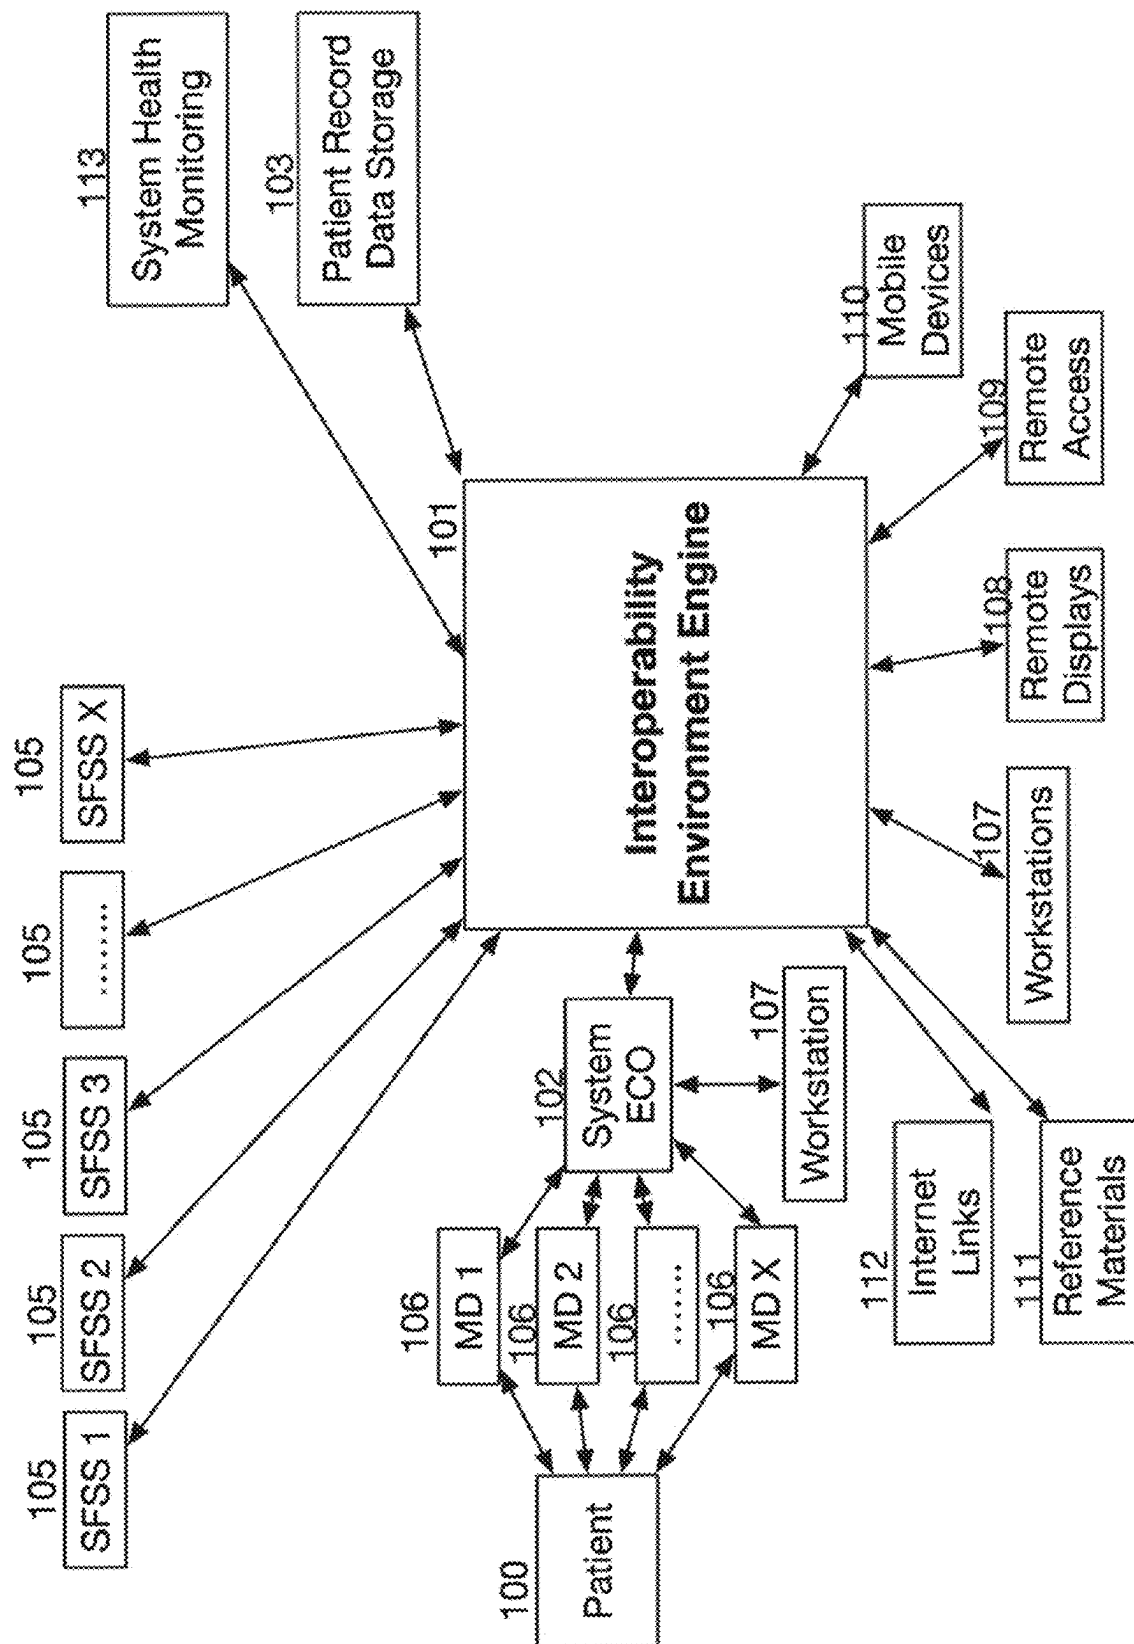 105
SFSS 1
105
SFSS 2
105
SFSS 3
105
........
105
SFSS X
113
System Health
Monitoring
103
Patient Record
Data Storage
101
Interoperability
Environment Engine
100
Patient
106
MD 1
106
MD 2
106
........
106
MD X
102
System
ECO
107
Workstation
112
Internet
Links
111
Reference
Materials
107
Workstations
108
Remote
Displays
109
Remote
Access
110
Mobile
Devices